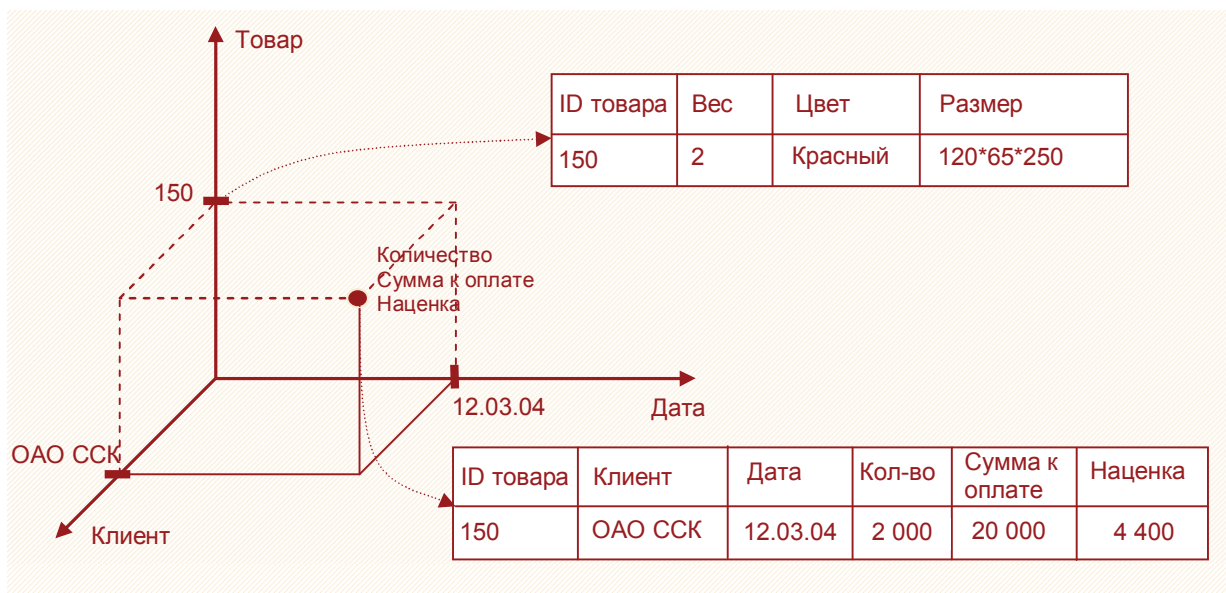 Товар
ID товара Вес Цвет Размер
150 2 Красный 120*65*250
150
Количество
Сумма к оплате
Наценка
12.03.04
Дата
ОАО ССК
Клиент
ID товара Клиент Дата Кол-во Сумма к оплате Наценка
150 ОАО ССК 12.03.04 2 000 20 000 4 400